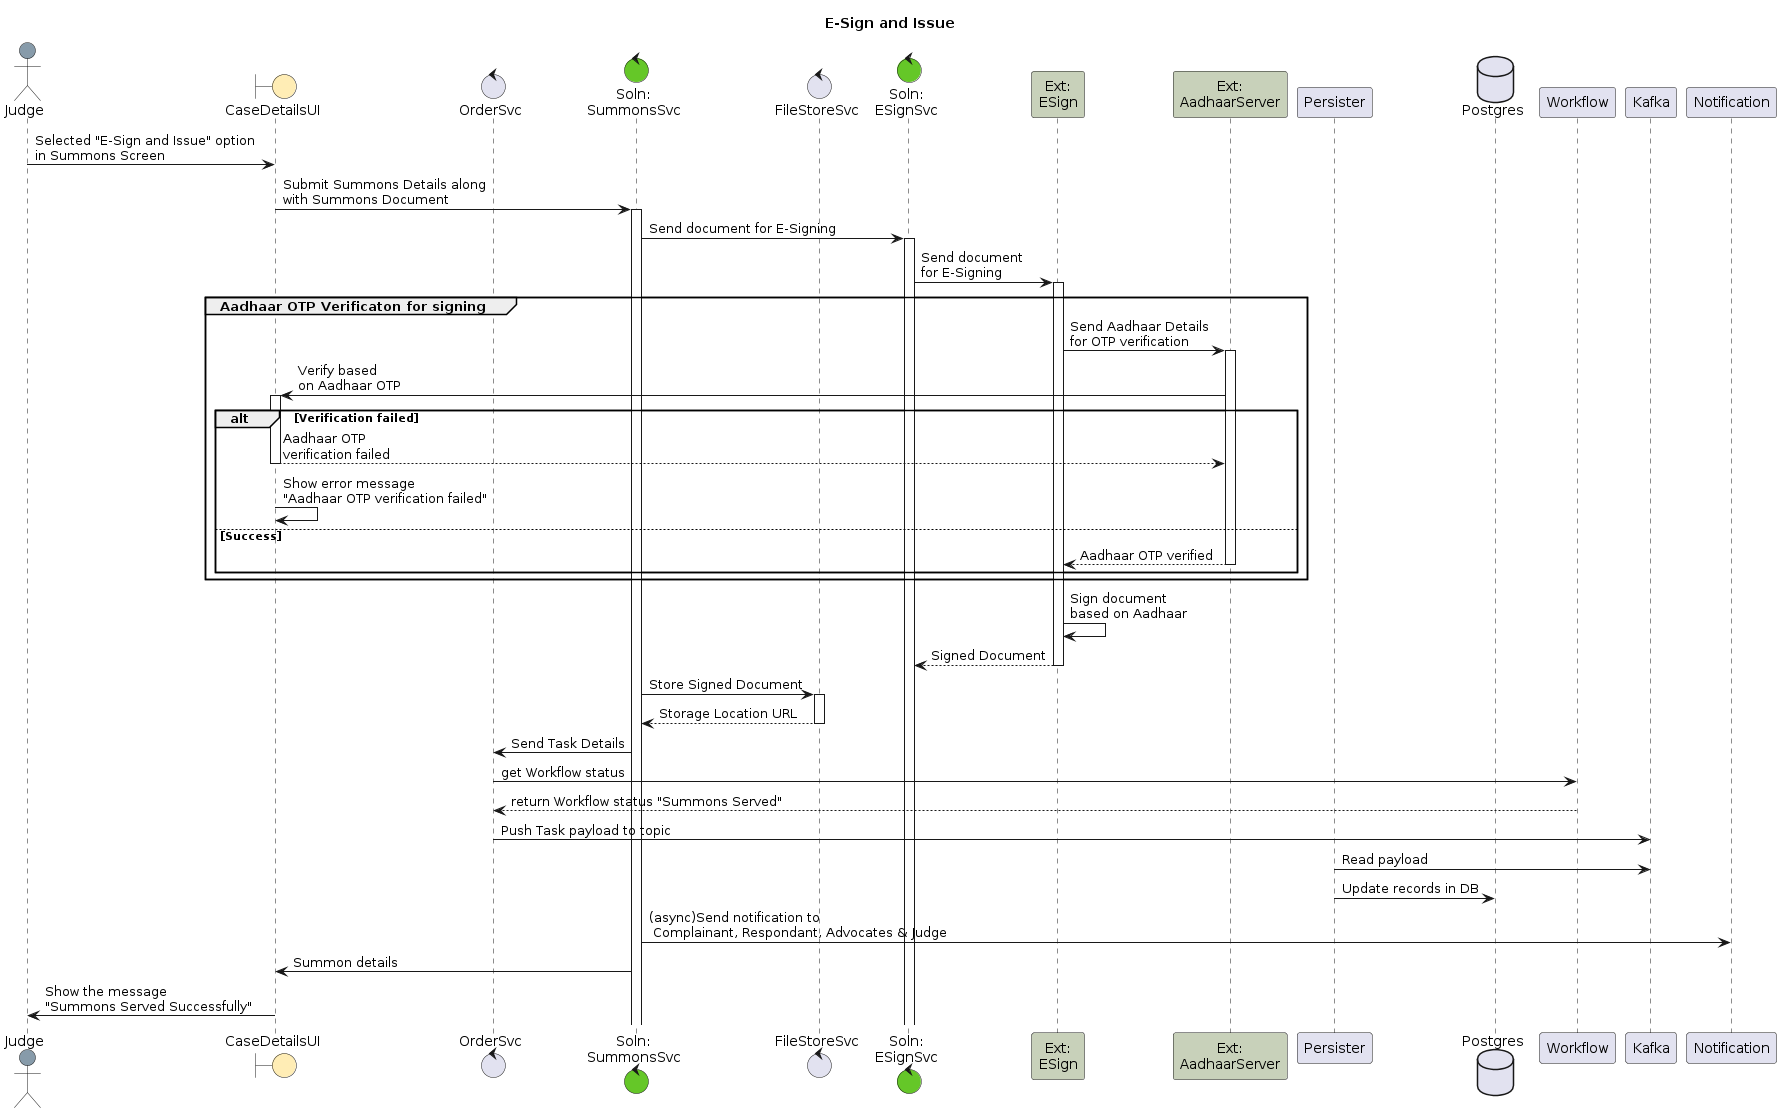 E-Sign and Issue
Judge
CaseDetailsUI
OrderSvc
Soln:
SummonsSvc
FileStoreSvc
Soln:
ESignSvc
Ext:
ESign
Ext:
AadhaarServer
Persister
Postgres
Workflow
Kafka
Notification
Selected "E-Sign and Issue" option
in Summons Screen
Submit Summons Details along
with Summons Document
Send document for E-Signing
Send document
for E-Signing
Aadhaar OTP Verificaton for signing
Send Aadhaar Details
for OTP verification
Verify based
on Aadhaar OTP
alt [Verification failed]
Aadhaar OTP
verification failed
Show error message
"Aadhaar OTP verification failed"
[Success]
Aadhaar OTP verified
Sign document
based on Aadhaar
Signed Document
Store Signed Document
Storage Location URL
Send Task Details
get Workflow status
return Workflow status "Summons Served"
Push Task payload to topic
Read payload
Update records in DB
(async)Send notification to
Complainant, Respondant, Advocates & Judge
Summon details
Show the message
"Summons Served Successfully"
Judge
CaseDetailsUI
OrderSvc
Soln:
SummonsSvc
FileStoreSvc
Soln:
ESignSvc
Ext:
ESign
Ext:
AadhaarServer
Persister
Postgres
Workflow
Kafka
Notification